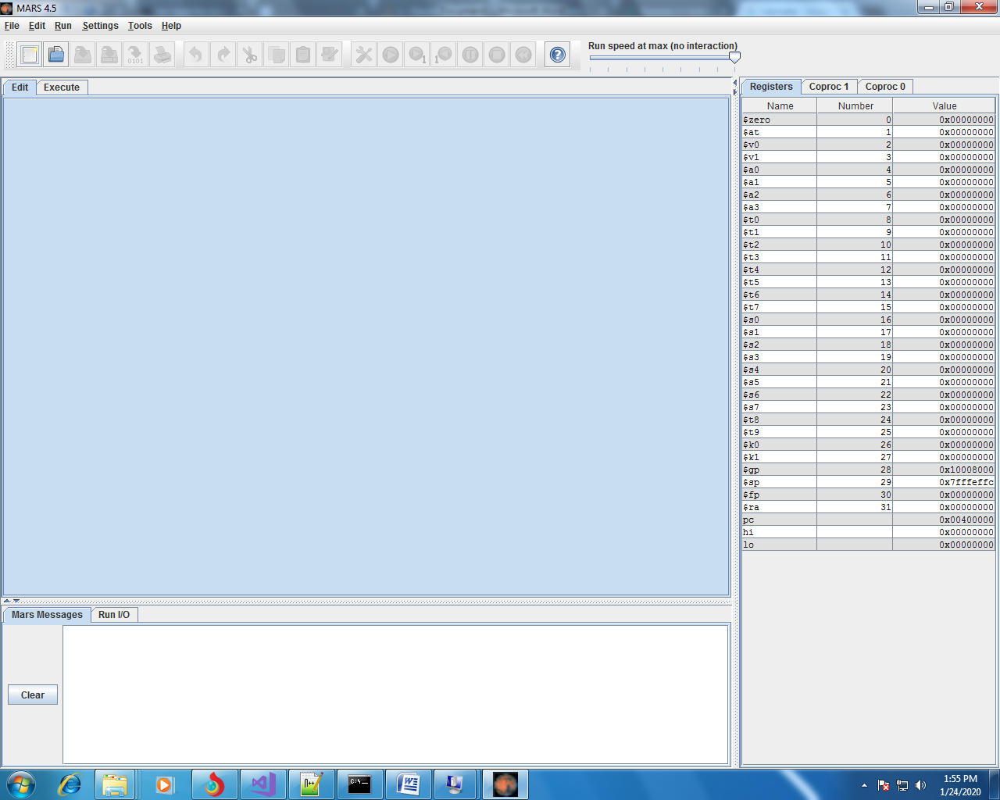 MARS 4.5
File Edit Run Settings Tools Help
0101
1
1
?
Run speed at max (no interaction)
Edit Execute
Registers Coproc 1 Coproc 0
Name Number Value
$zero 0 0x00000000
$at 1 0x00000000
$v0 2 0x00000000
$v1 3 0x00000000
$a0 4 0x00000000
$a1 5 0x00000000
$a2 6 0x00000000
$a3 7 0x00000000
$t0 8 0x00000000
$t1 9 0x00000000
$t2 10 0x00000000
$t3 11 0x00000000
$t4 12 0x00000000
$t5 13 0x00000000
$t6 14 0x00000000
$t7 15 0x00000000
$s0 16 0x00000000
$s1 17 0x00000000
$s2 18 0x00000000
$s3 19 0x00000000
$s4 20 0x00000000
$s5 21 0x00000000
$s6 22 0x00000000
$s7 23 0x00000000
$t8 24 0x00000000
$t9 25 0x00000000
$k0 26 0x00000000
$k1 27 0x00000000
$gp 28 0x10008000
$sp 29 0x7fffeffc
$fp 30 0x00000000
$ra 31 0x00000000
pc 0x00400000
hi 0x00000000
lo 0x00000000
Mars Messages Run I/O
Clear
1:55 PM
1/24/2020